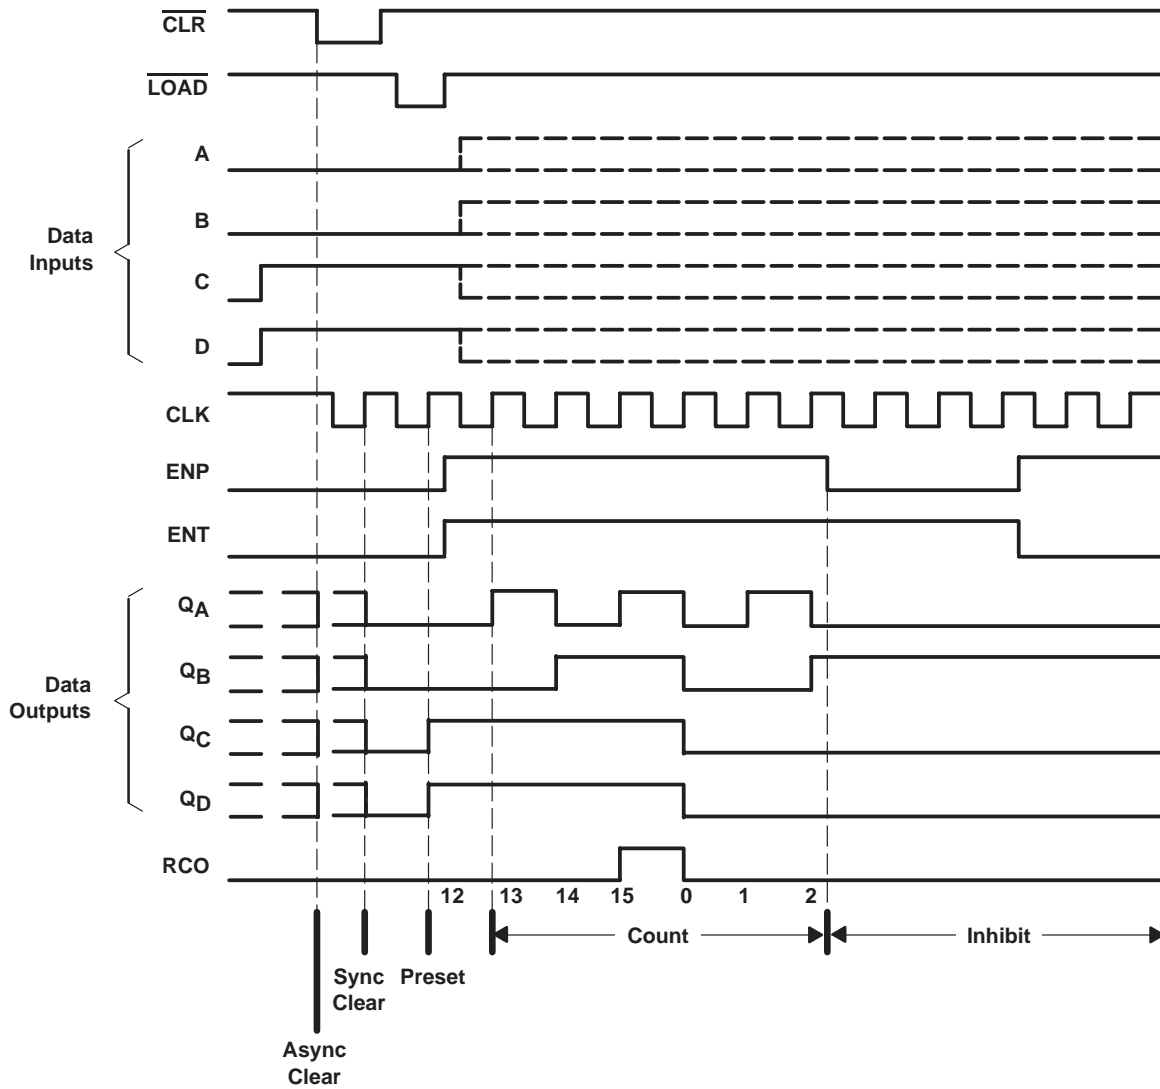 CLR
LOAD
A
B
Data
Inputs
C
D
CLK
ENP
ENT
QA
QB
Data
Outputs
QC
QD
RCO
12 13 14 15 0 1 2
Count Inhibit
Sync Preset
Clear
Async
Clear